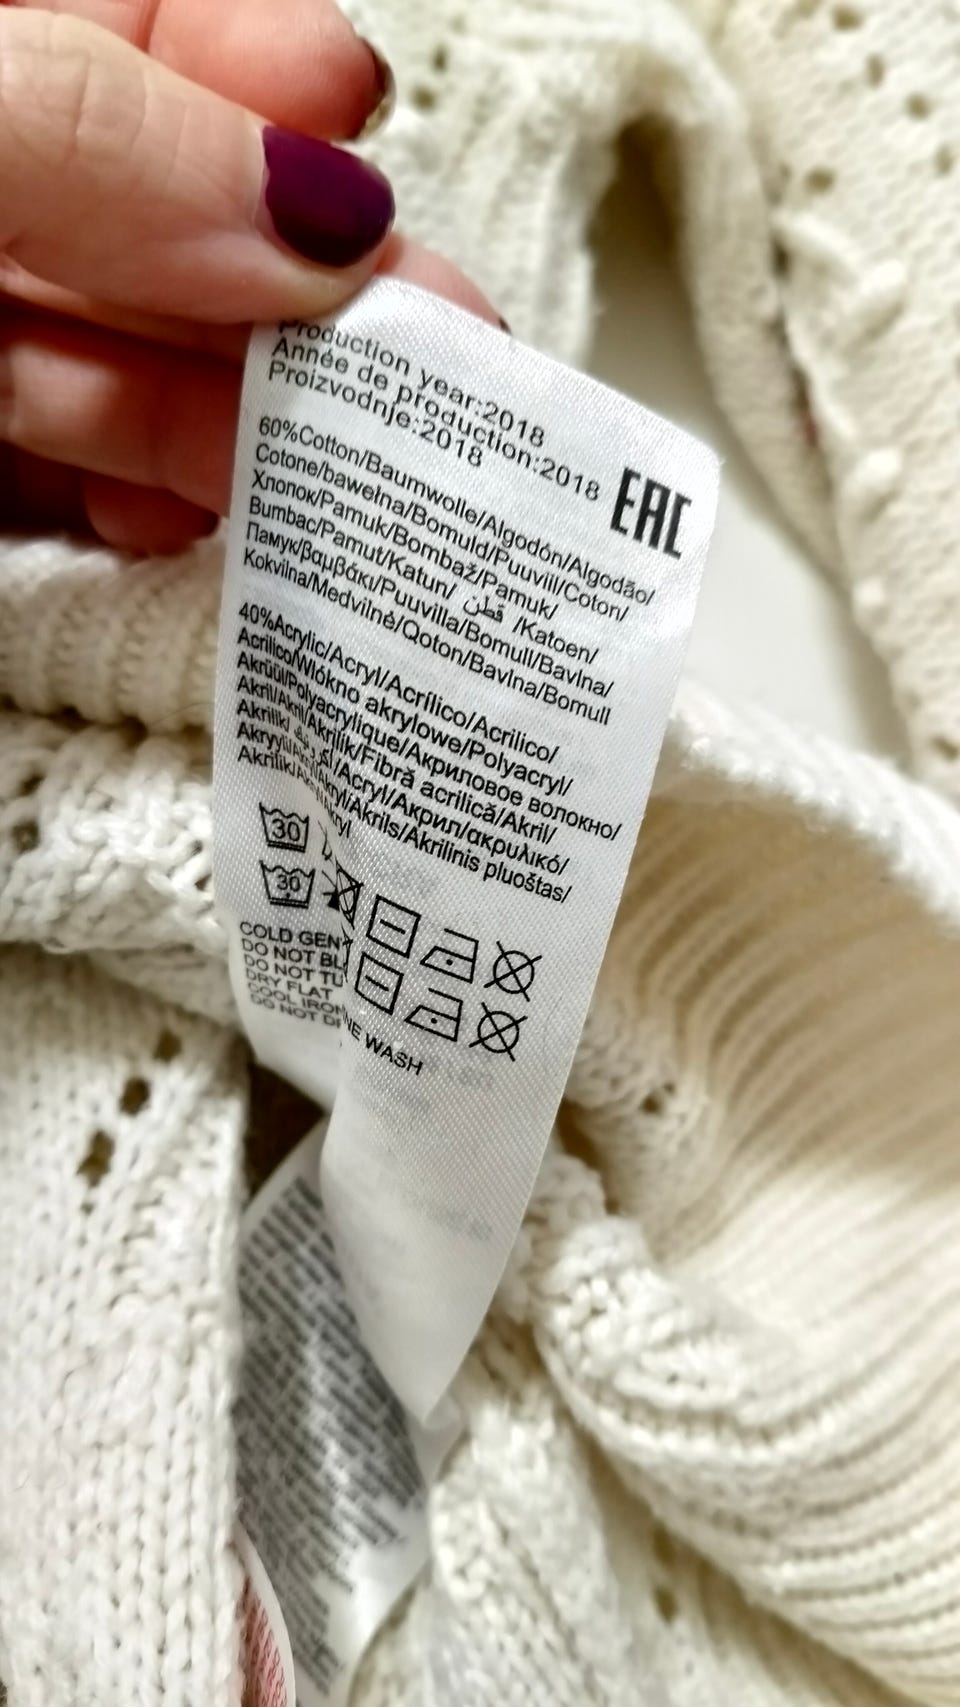 Production year:2018
Année de production:2018
Proizvodnje:2018
EAC
60%Cotton/Baumwolle/Algodón/Algodão/
Cotone/bawełna/Bomuld/Puuvill/Coton/
Хлопок/Pamuk/Bombaž/Pamuk/
Bumbac/Pamut/Katun/ قطن /Katoen/
Памук/βαμβάκι/Puuvilla/Bomull/Bavlna/
Kokvilna/Medvilnė/Qoton/Bavlna/Bomull
40%Acrylic/Acryl/Acrílico/Acrilico/
Acrilico/Włókno akrylowe/Polyacryl/
Akrüül/Polyacrylique/Акриловое волокно/
Akril/Akril/Akrilik/Fibră acrilică/Akril/
Akrilik/ /Acryl/Акрил/ακρυλικό/
Akryyli/Akryl/Akrils/Akrilinis pluoštas/
Akrilik/
30
30
COLD GEN
WASH
DO NOT BL
DO NOT TU
DRY FLAT
COOL IRON
DO NOT